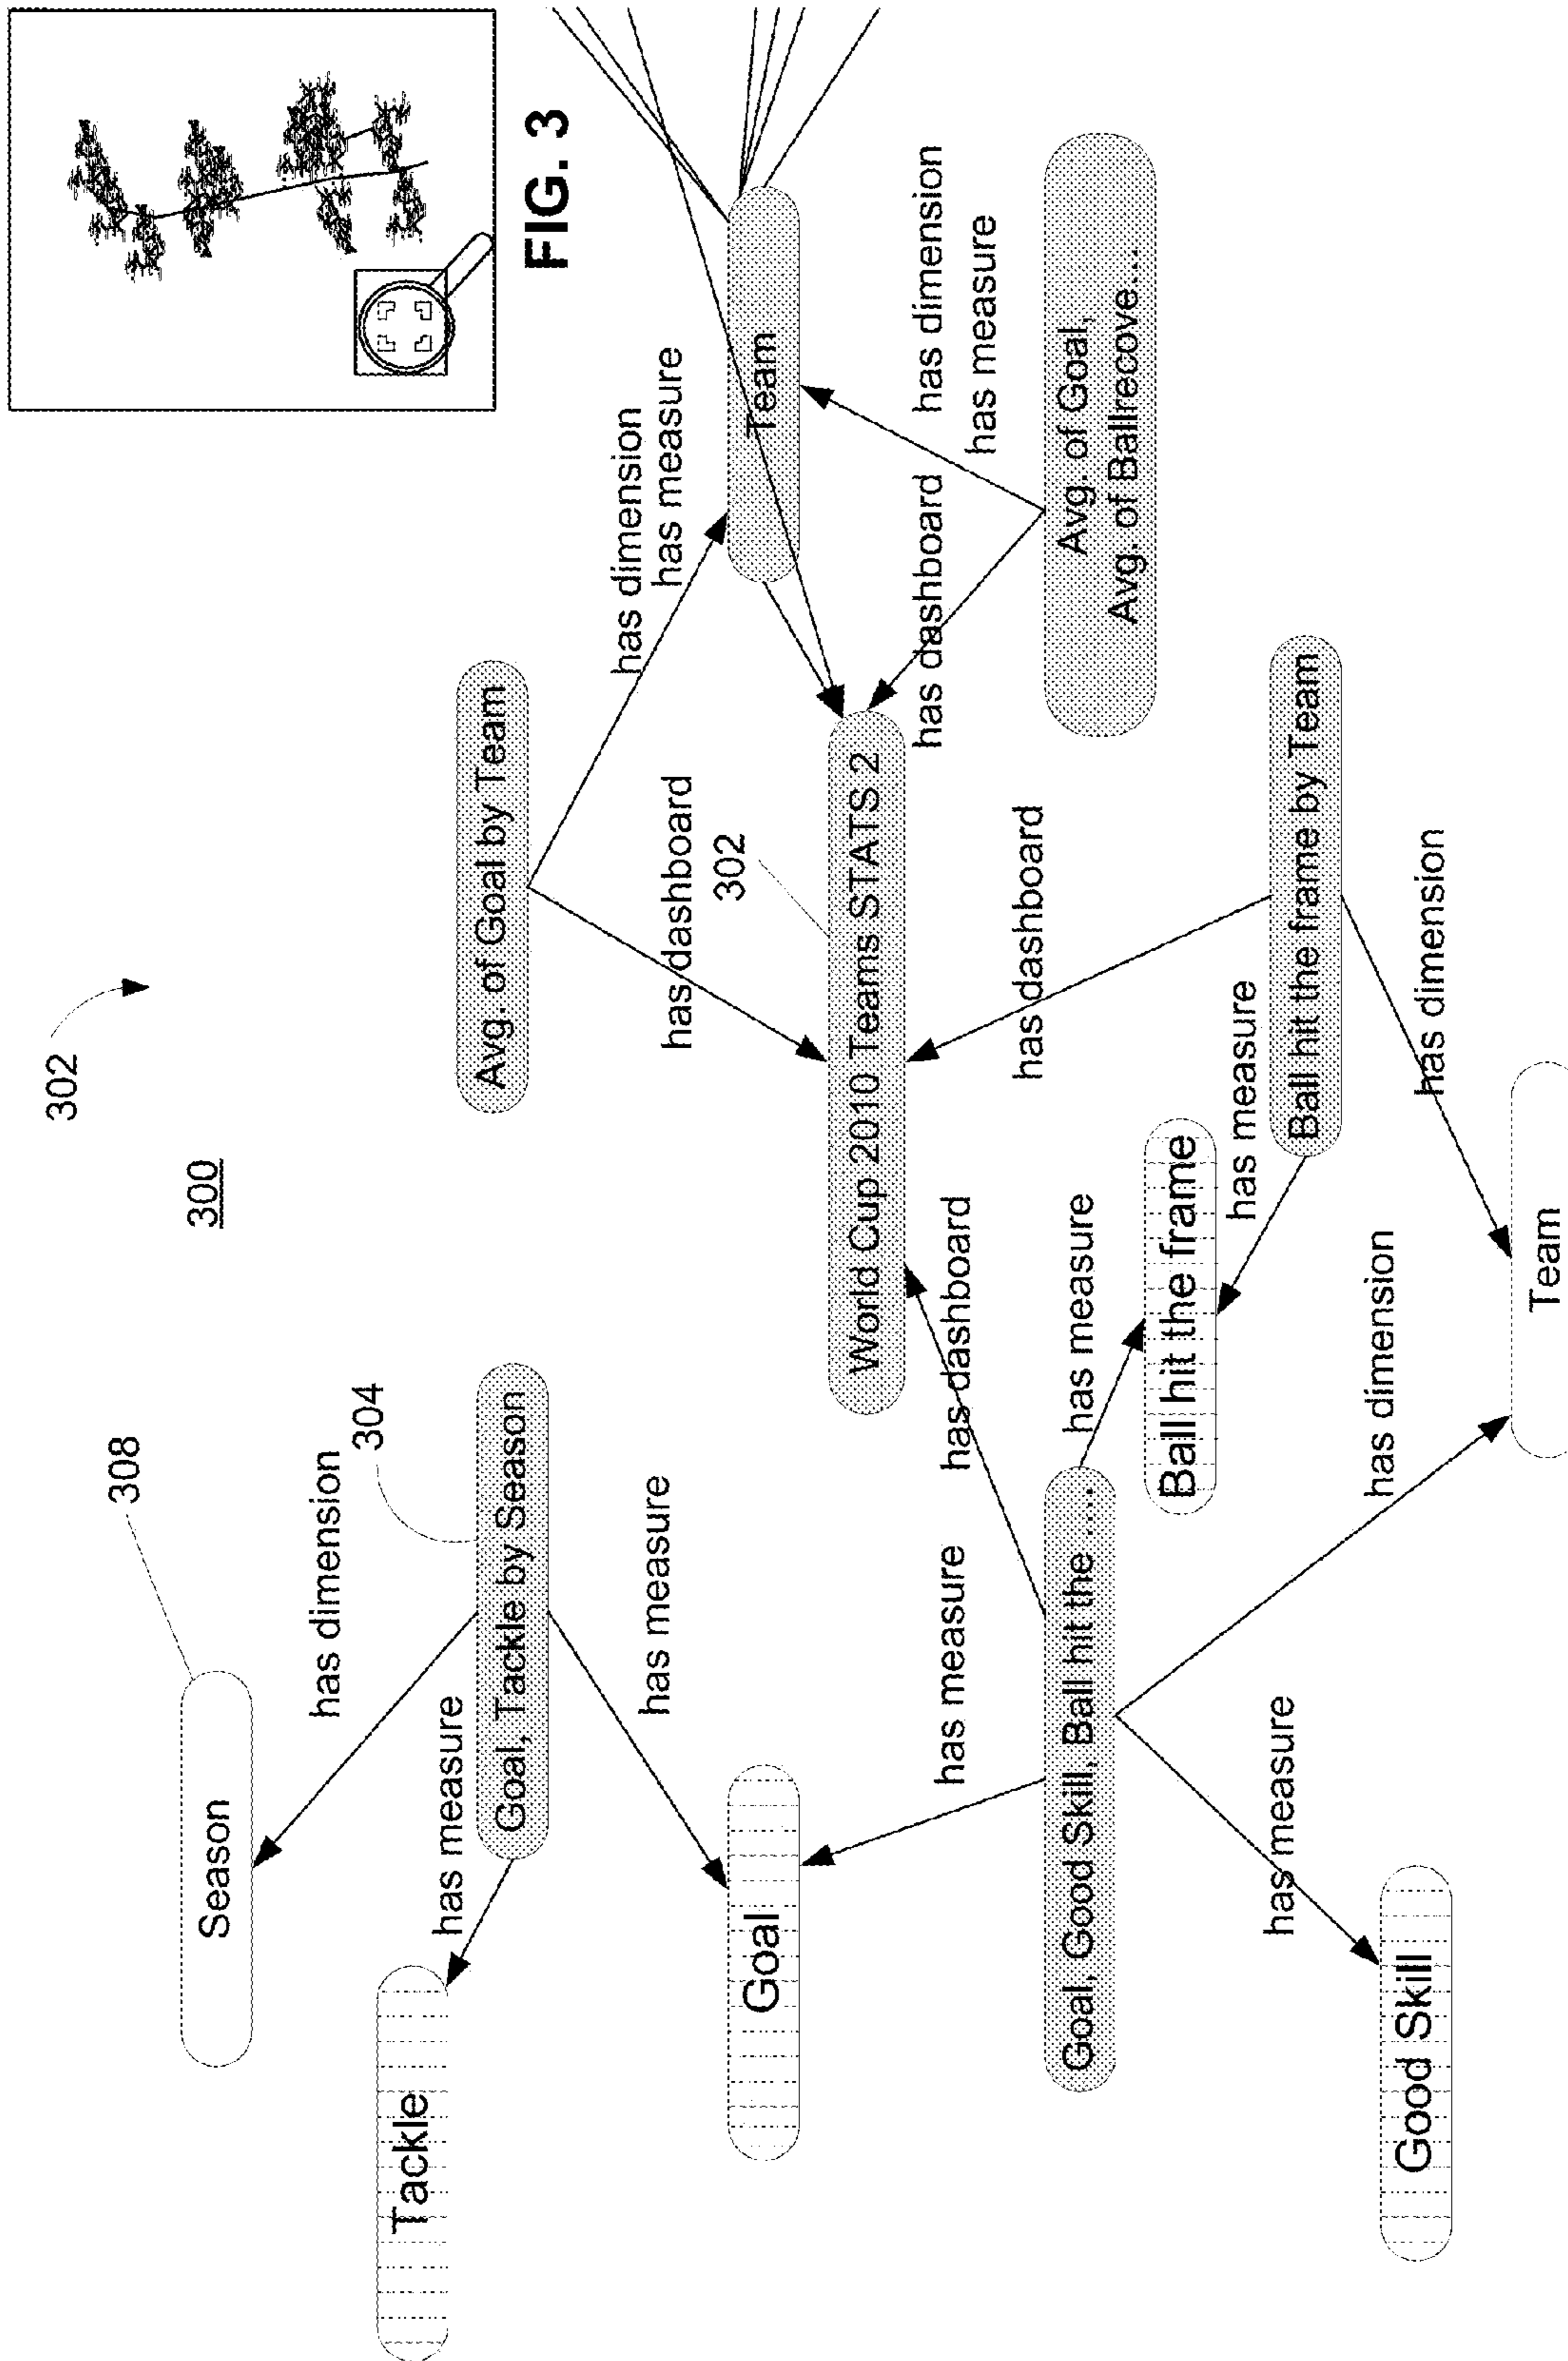 302
308
300
Season
has dimension
304
Tackle
has measure
Avg. of Goal by Team
Goal, Tackle by Season
FIG. 3
has dimension
has measure
has measure
has dashboard
302
Goal
Team
World Cup 2010 Teams STATS 2
has dashboard
has dimension
has measure
has measure
has dashboard
has dashboard
Goal, Good Skill, Ball hit the .....
has measure
Avg. of Goal,
Avg. of Ballrecove...
Ball hit the frame
has measure
has measure
Ball hit the frame by Team
has dimension
Good Skill
has dimension
Team